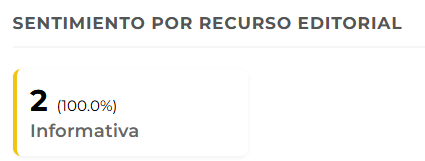 SENTIMIENTO POR RECURSO EDITORIAL
2 (100.0%)
Informativa